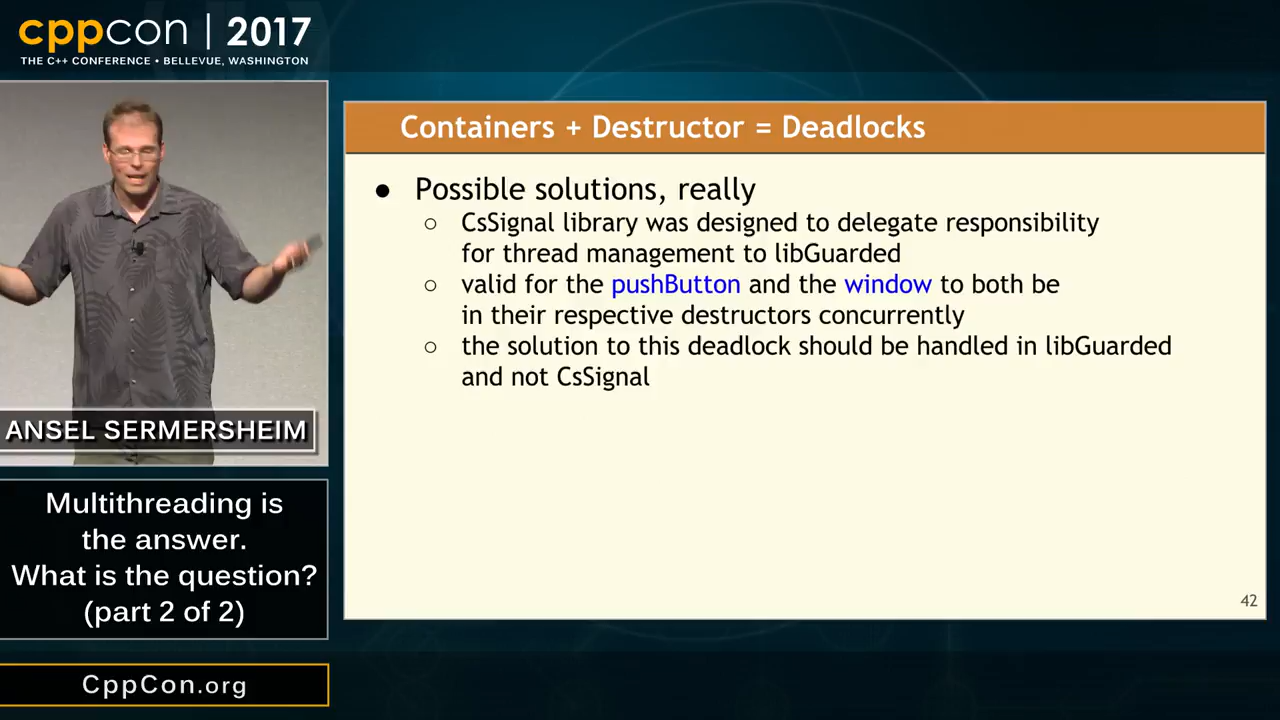 cppcon | 2017
THE C++ CONFERENCE • BELLEVUE, WASHINGTON
ANSEL SERMERSHEIM
Multithreading is
the answer.
What is the question?
(part 2 of 2)
CppCon.org
Containers + Destructor = Deadlocks
● Possible solutions, really
○ CsSignal library was designed to delegate responsibility
for thread management to libGuarded
○ valid for the pushButton and the window to both be
in their respective destructors concurrently
○ the solution to this deadlock should be handled in libGuarded
and not CsSignal
42